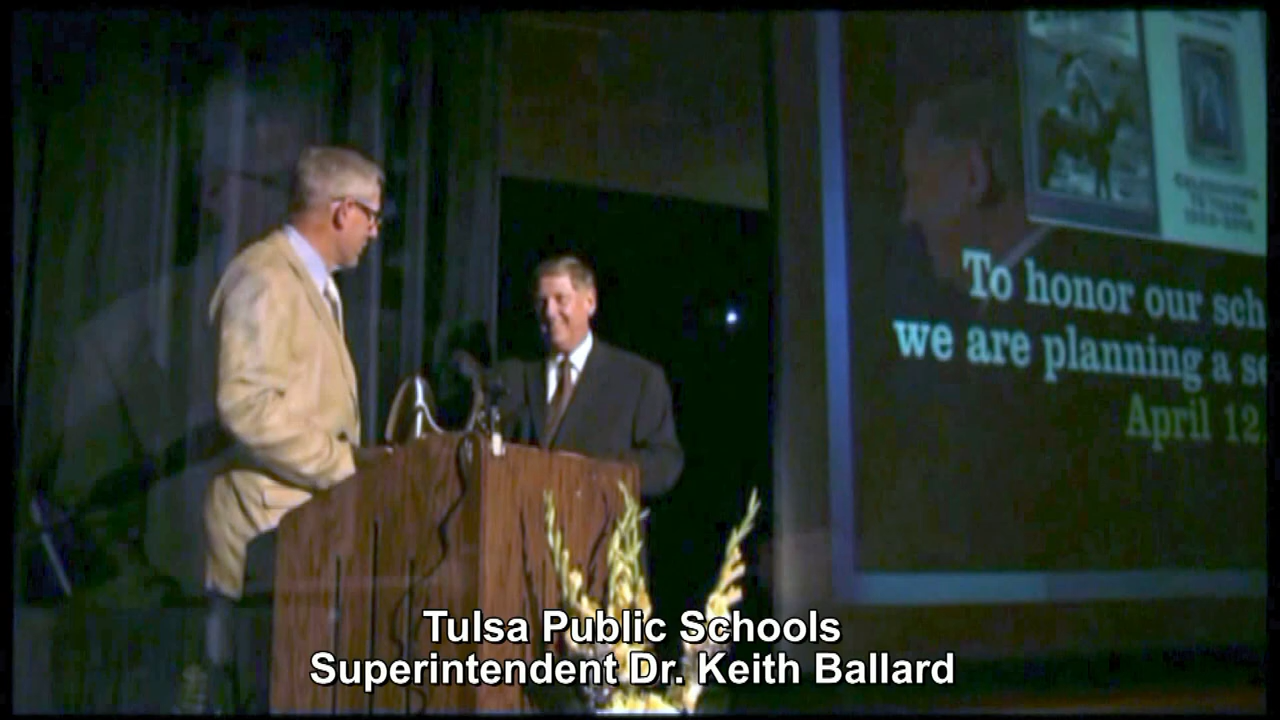 To honor our sch
we are planning a s
April 12
Tulsa Public Schools
Superintendent Dr. Keith Ballard